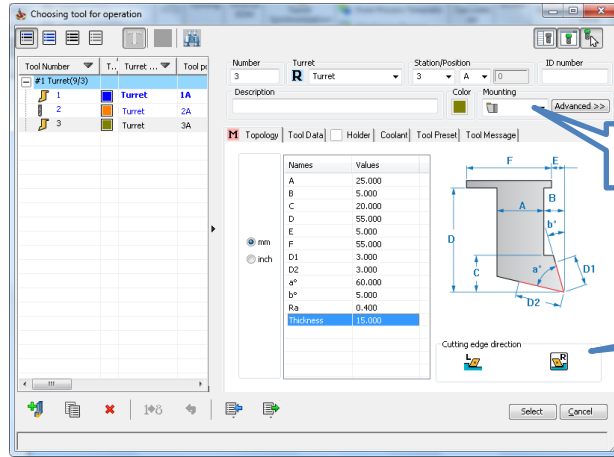 Choosing tool for operation
Tool Number T.. Turret ... Tool po
#1 Turret(9/3)
1 Turret 1A
2 Turret 2A
3 Turret 3A
Number Turret Station/Position ID number
3 R Turret 3 A 0
Description Color Mounting
Advanced >>
M Topology Tool Data Holder Coolant Tool Preset Tool Message
mm
inch
Names Values
A 25.000
B 5.000
C 20.000
D 55.000
E 5.000
F 55.000
D1 3.000
D2 3.000
a° 60.000
b° 5.000
Ra 0.400
Thickness 15.000
F E
A B
b°
D
C a° D1
D2
Cutting edge direction
L R
Select Cancel